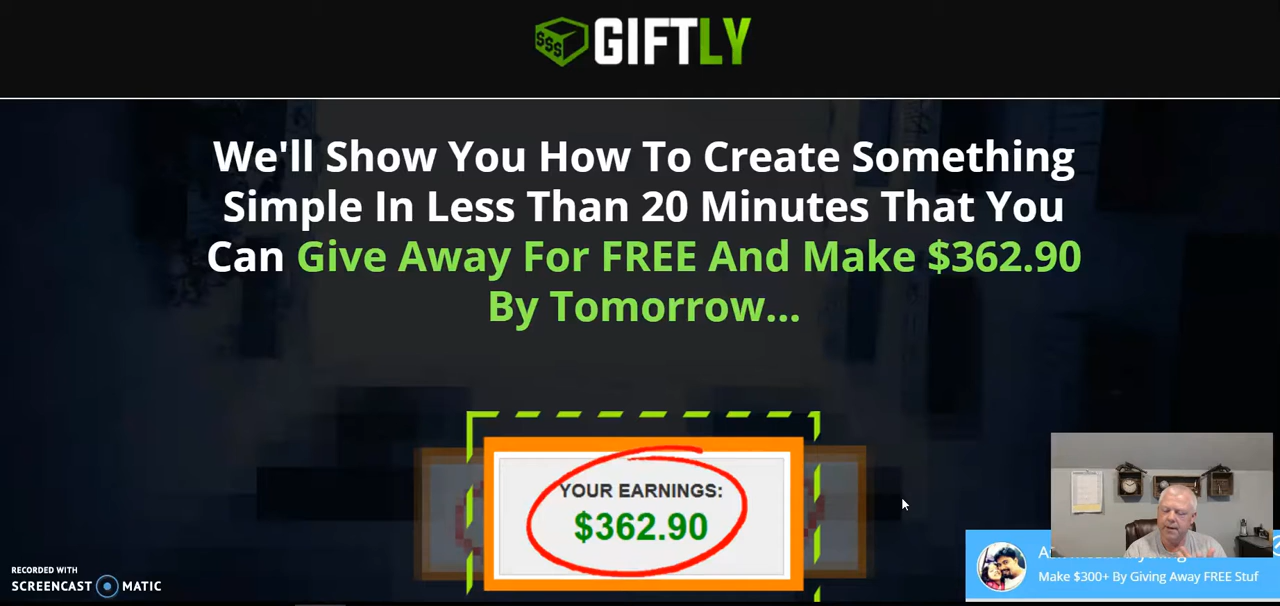 $$$ GIFTLY
We'll Show You How To Create Something
Simple In Less Than 20 Minutes That You
Can Give Away For FREE And Make $362.90
By Tomorrow...
YOUR EARNINGS:
$362.90
Make $300+ By Giving Away FREE Stuf
RECORDED WITH
SCREENCAST MATIC